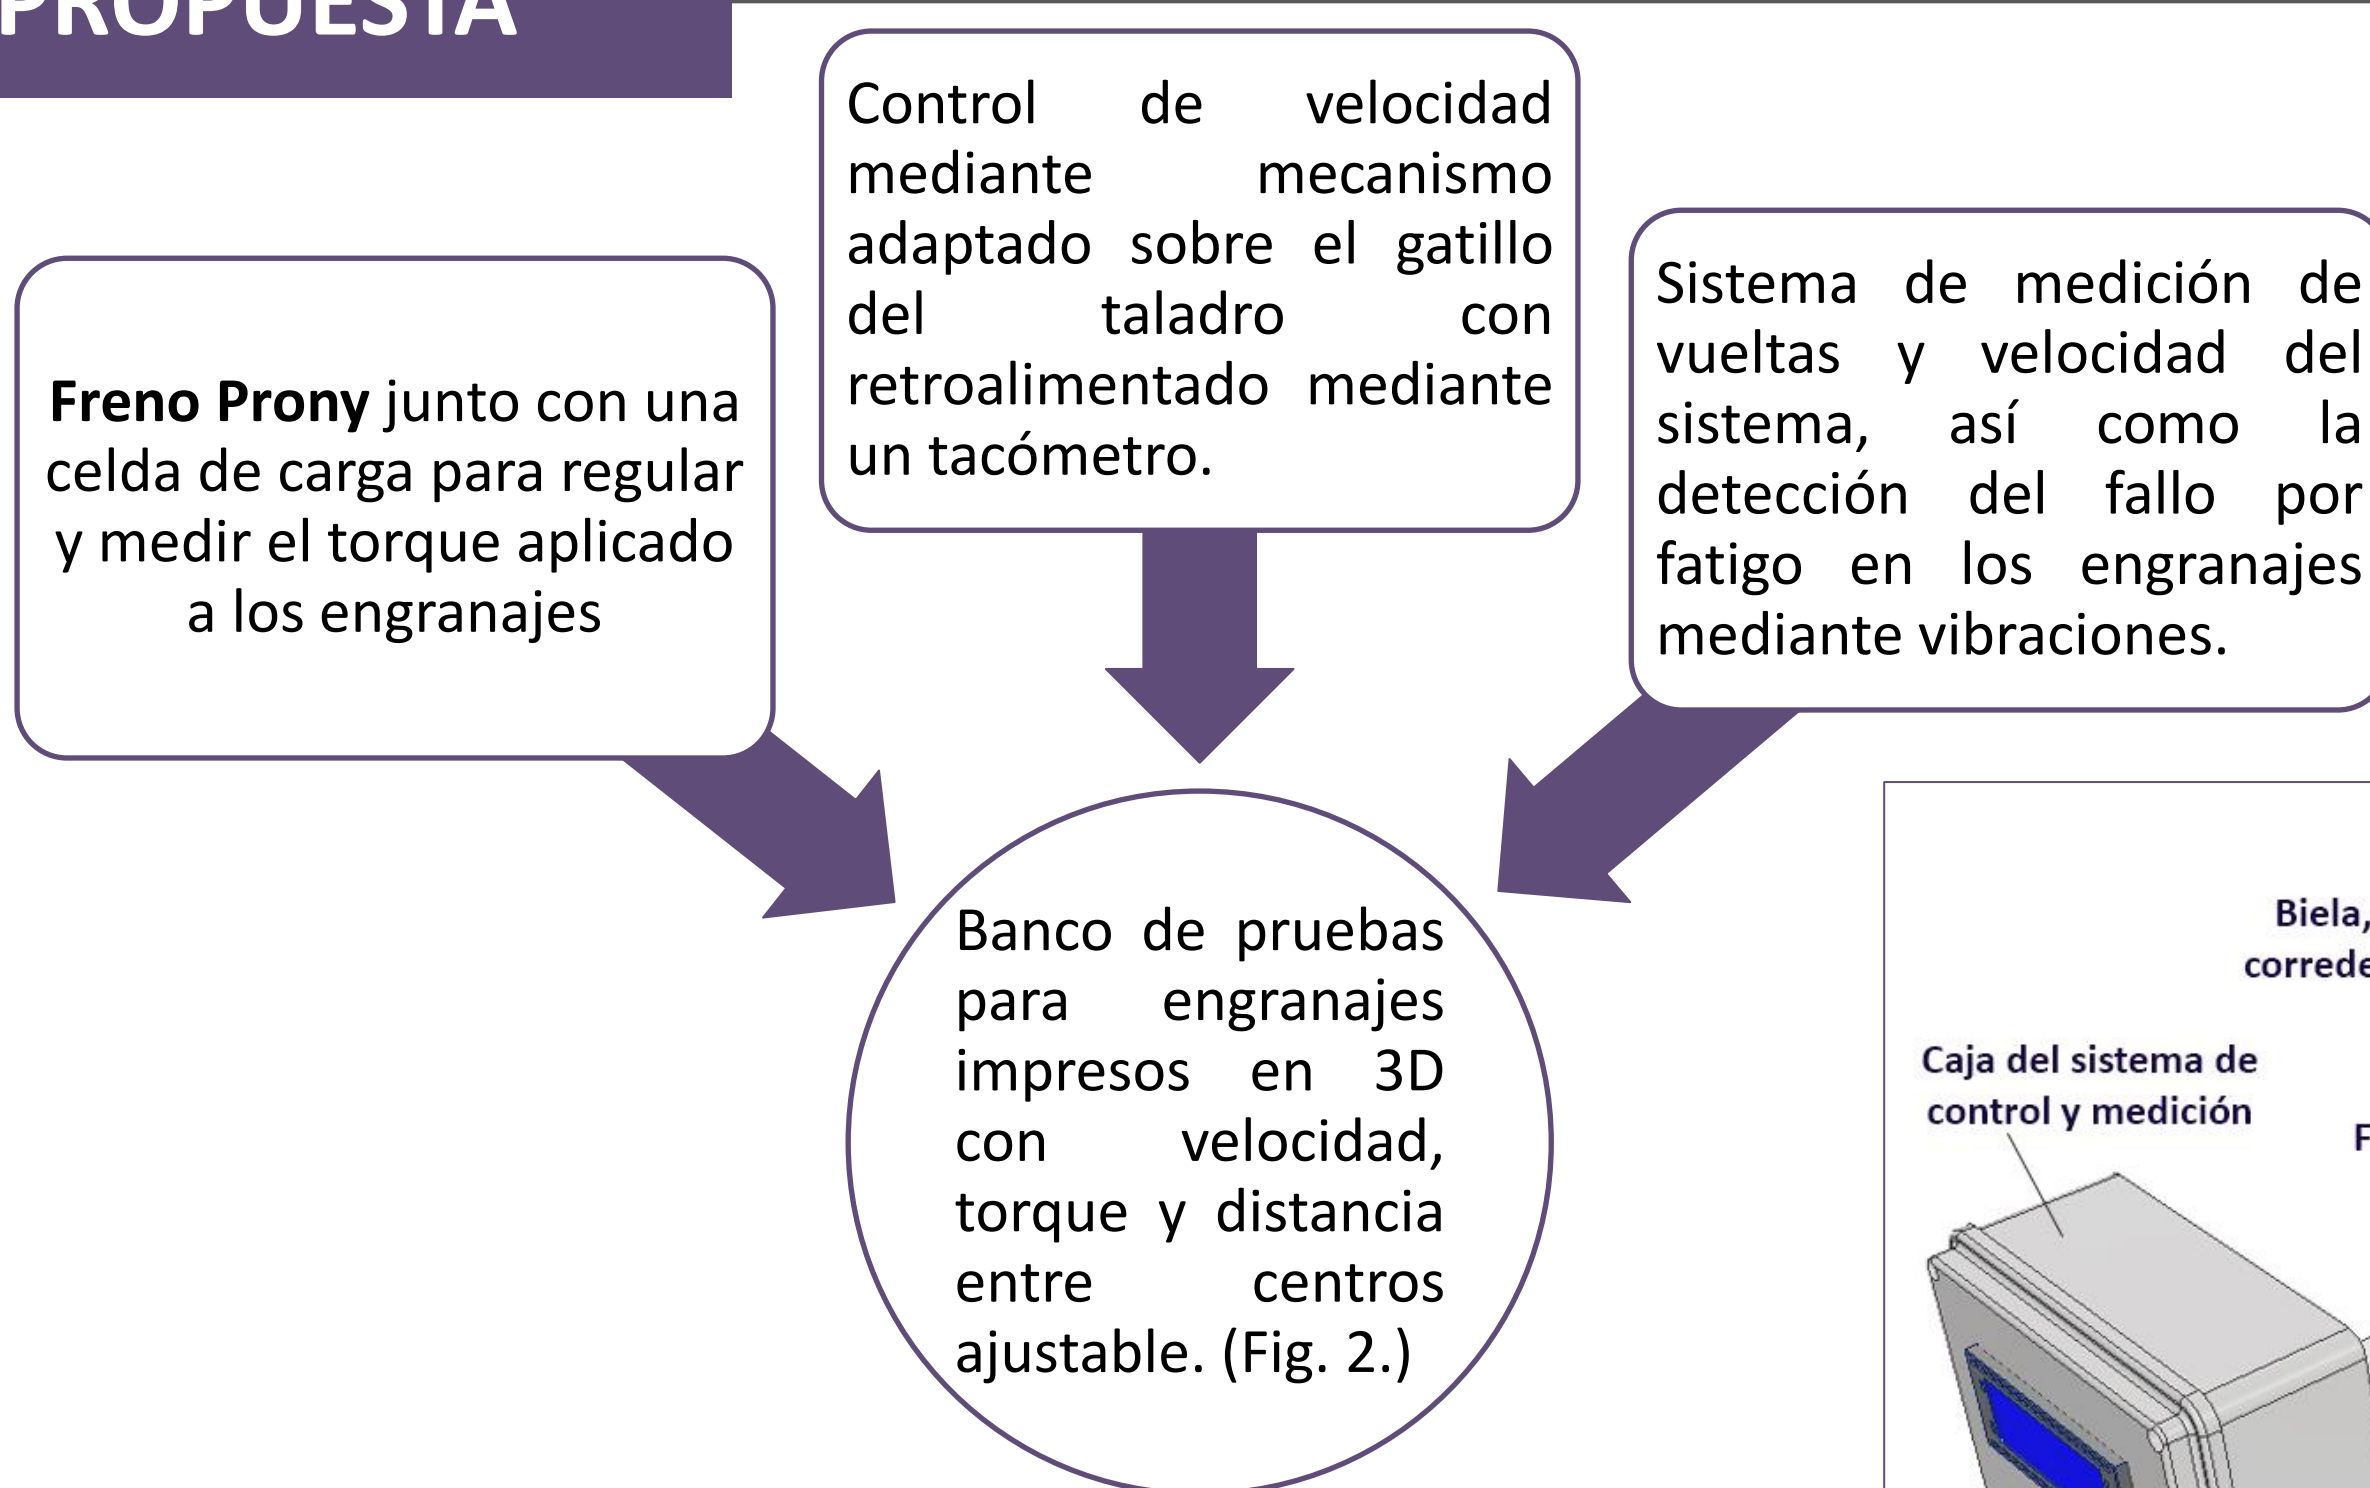 PROPUESTA
Freno Prony junto con una
celda de carga para regular
y medir el torque aplicado
a los engranajes
Control de velocidad
mediante mecanismo
adaptado sobre el gatillo
del taladro con
retroalimentado mediante
un tacómetro.
Sistema de medición de
vueltas y velocidad del
sistema, así como la
detección del fallo por
fatigo en los engranajes
mediante vibraciones.
Banco de pruebas
para engranajes
impresos en 3D
con velocidad,
torque y distancia
entre centros
ajustable. (Fig. 2.)
Biela,
Caja del sistema de
control y medición